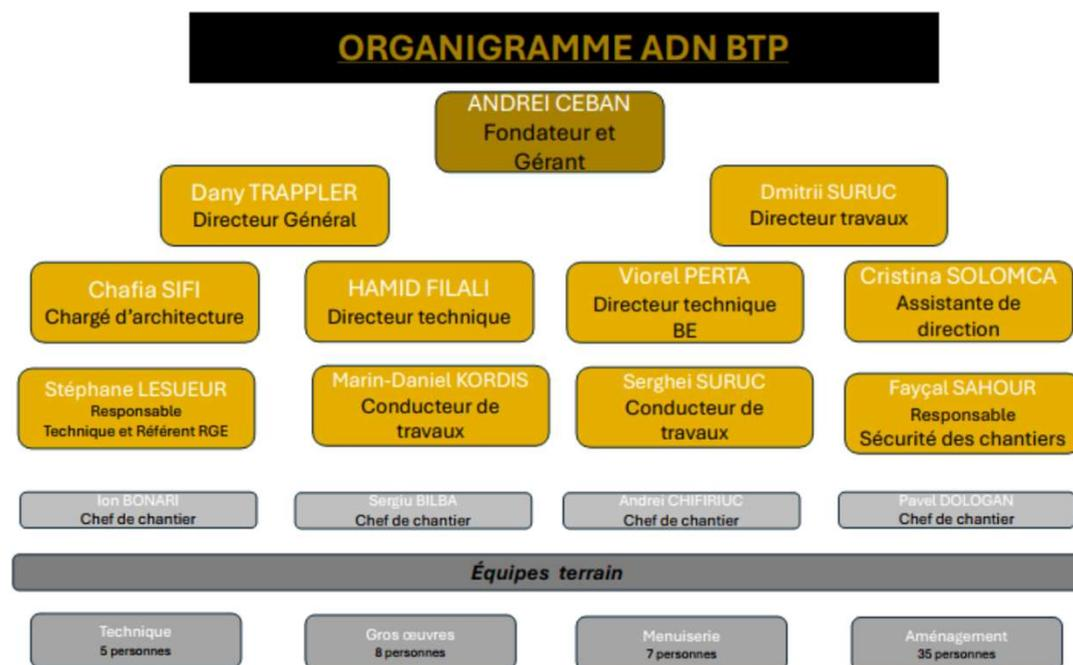 ORGANIGRAMME ADN BTP
ANDREI CEBAN
Fondateur et
Gérant
Dany TRAPPLER
Directeur Général
Dmitrii SURUC
Directeur travaux
Chafia SIFI
Chargé d'architecture
HAMID FILALI
Directeur technique
Viorel PERTA
Directeur technique
BE
Cristina SOLOMCA
Assistante de
direction
Stéphane LESUEUR
Responsable
Technique et Référent RGE
Marin-Daniel KORDIS
Conducteur de
travaux
Serghei SURUC
Conducteur de
travaux
Fayçal SAHOUR
Responsable
Sécurité des chantiers
Ion BONARI
Chef de chantier
Sergiu BILBA
Chef de chantier
Andrei CHIFIRIUC
Chef de chantier
Pavel DOLOGAN
Chef de chantier
Équipes terrain
Technique
5 personnes
Gros œuvres
8 personnes
Menuiserie
7 personnes
Aménagement
35 personnes